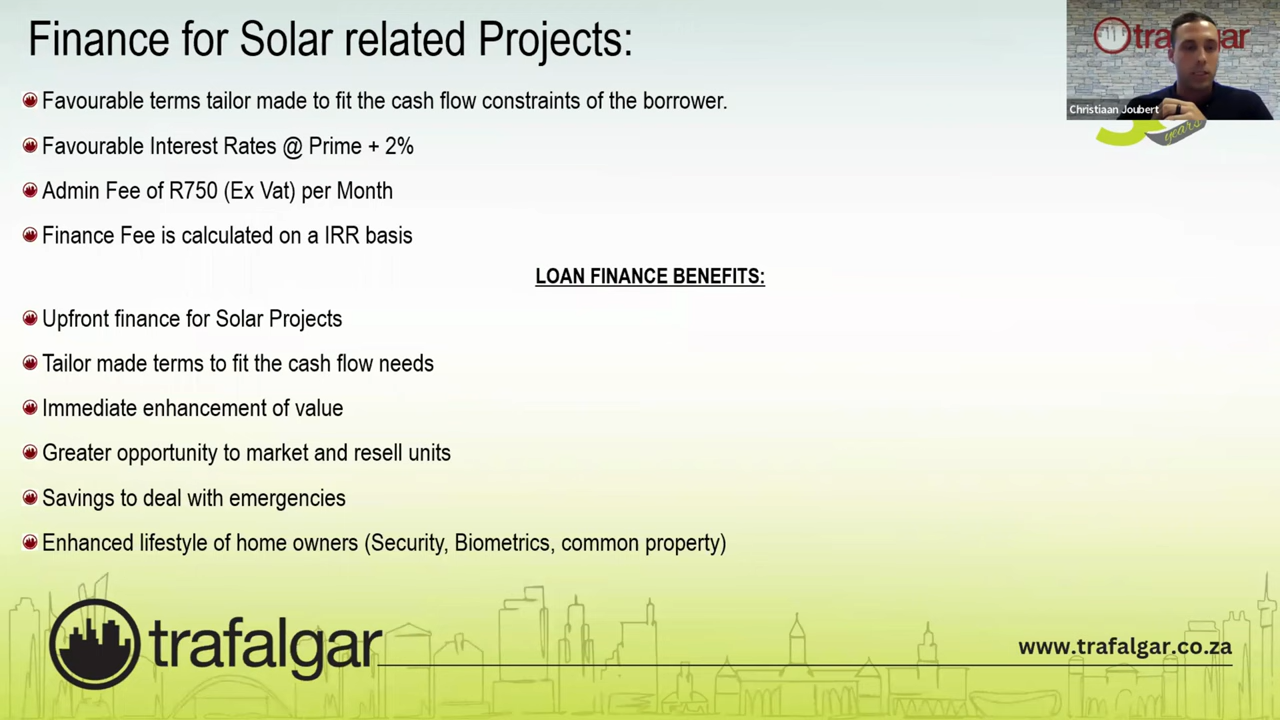 Finance for Solar related Projects:
Favourable terms tailor made to fit the cash flow constraints of the borrower.
Favourable Interest Rates @ Prime + 2%
Admin Fee of R750 (Ex Vat) per Month
Finance Fee is calculated on a IRR basis
LOAN FINANCE BENEFITS:
Upfront finance for Solar Projects
Tailor made terms to fit the cash flow needs
Immediate enhancement of value
Greater opportunity to market and resell units
Savings to deal with emergencies
Enhanced lifestyle of home owners (Security, Biometrics, common property)
Christiaan Joubert
years
trafalgar
www.trafalgar.co.za